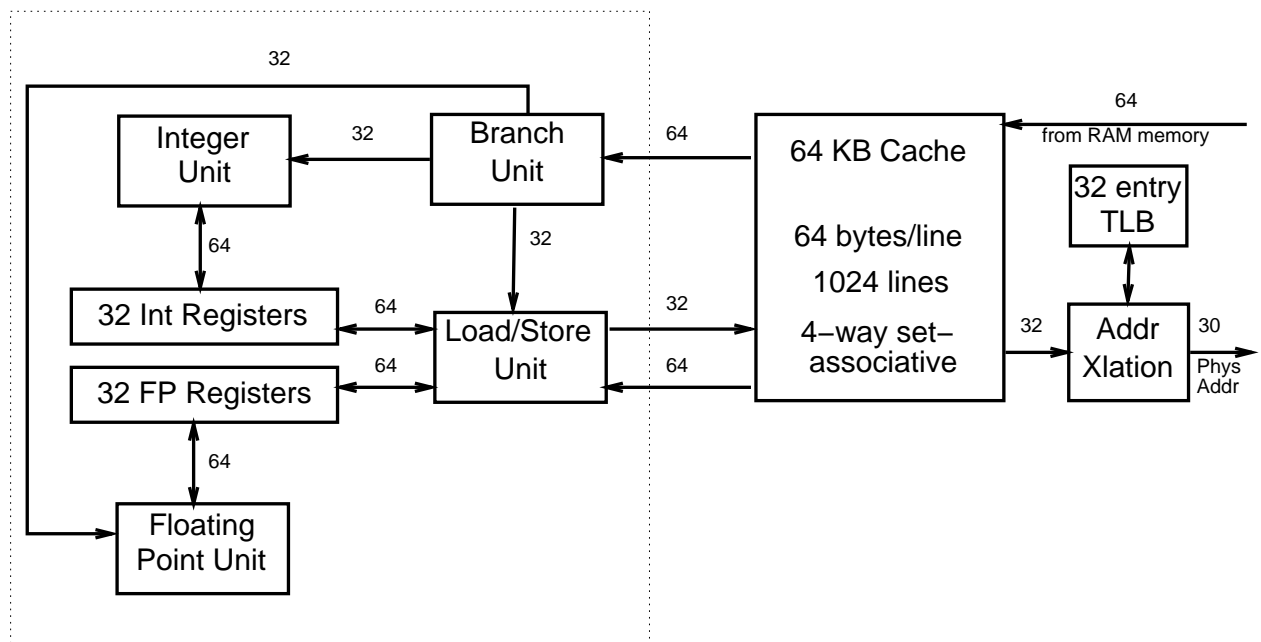 32
Integer
Unit
32
Branch
Unit
64
64 KB Cache
64 bytes/line
1024 lines
4−way set−
associative
64
from RAM memory
32 entry
TLB
64
32
32 Int Registers
64
Load/Store
Unit
32
64
32
Addr
Xlation
30
Phys
Addr
32 FP Registers
64
64
Floating
Point Unit